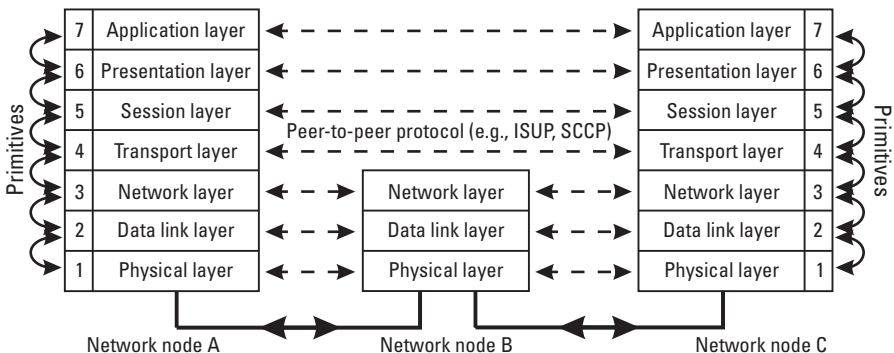 7 Application layer Application layer 7
6 Presentation layer Presentation layer 6
5 Session layer Session layer 5
Peer-to-peer protocol (e.g., ISUP, SCCP)
4 Transport layer Transport layer 4
3 Network layer Network layer Network layer 3
2 Data link layer Data link layer Data link layer 2
1 Physical layer Physical layer Physical layer 1
Primitives
Primitives
Network node A Network node B Network node C